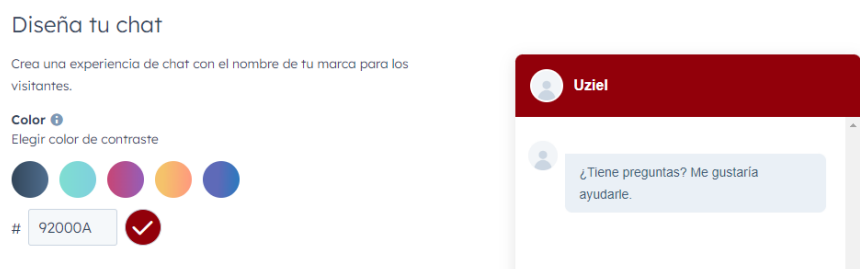 Diseña tu chat
Crea una experiencia de chat con el nombre de tu marca para los
visitantes.
Color
Elegir color de contraste
# 92000A
Uziel
¿Tiene preguntas? Me gustaría
ayudarle.